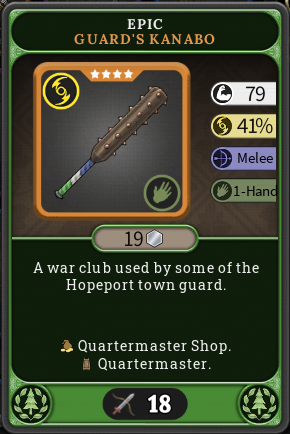 EPIC
GUARD'S KANABO
79
41%
Melee
1-Hand
19
A war club used by some of the
Hopeport town guard.
Quartermaster Shop.
Quartermaster.
18